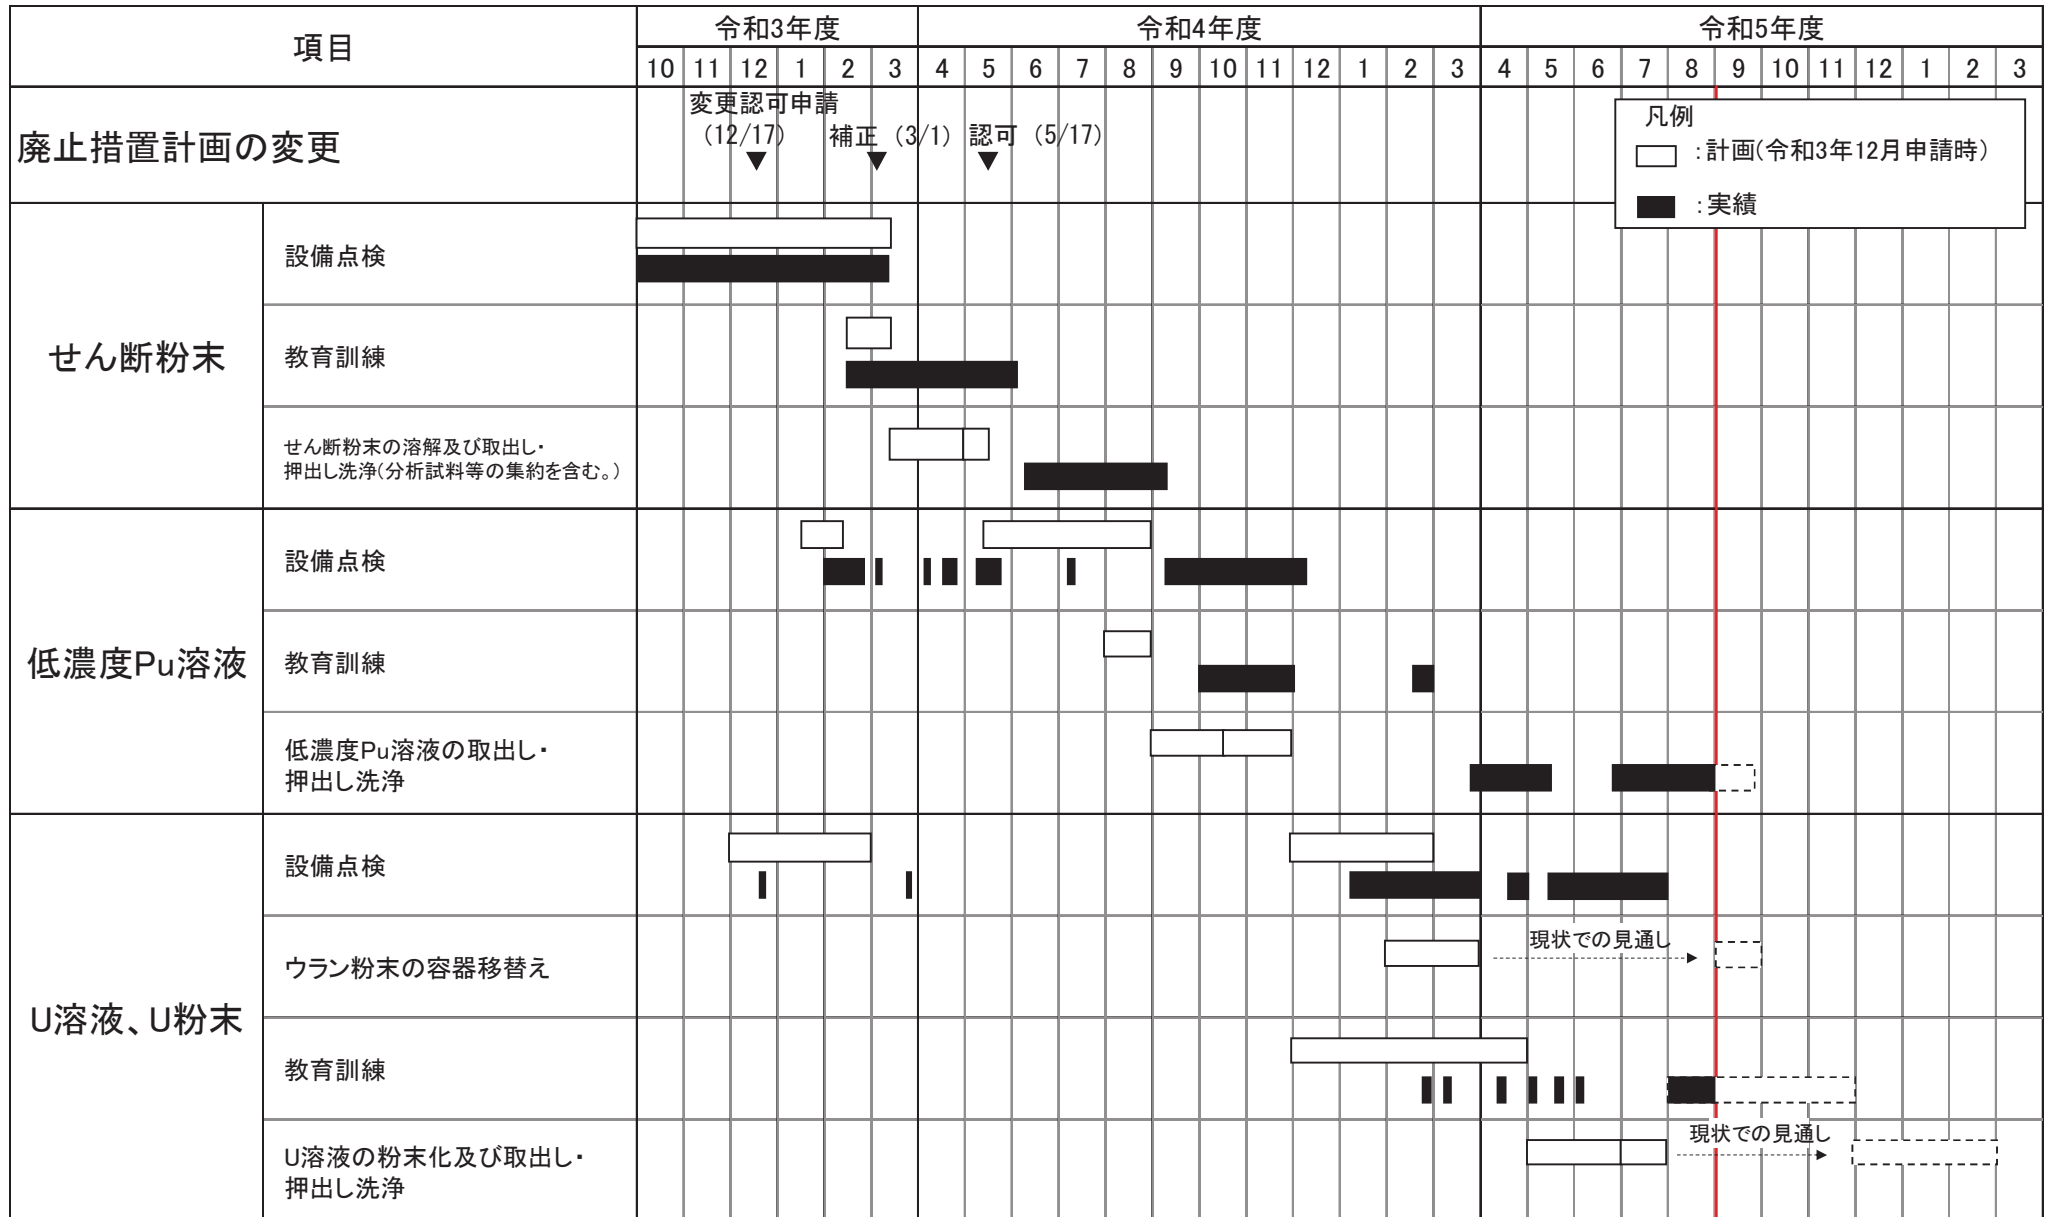 項目
令和3年度 令和4年度 令和5年度
10 11 12 1 2 3 4 5 6 7 8 9 10 11 12 1 2 3 4 5 6 7 8 9 10 11 12 1 2 3
廃止措置計画の変更
変更認可申請
(12/17) 補正 (3/1) 認可 (5/17)
凡例
:計画(令和3年12月申請時)
:実績
せん断粉末
設備点検
教育訓練
せん断粉末の溶解及び取出し・
押出し洗浄(分析試料等の集約を含む。)
低濃度Pu溶液
設備点検
教育訓練
低濃度Pu溶液の取出し・
押出し洗浄
U溶液、U粉末
設備点検
ウラン粉末の容器移替え
現状での見通し
教育訓練
U溶液の粉末化及び取出し・
押出し洗浄
現状での見通し